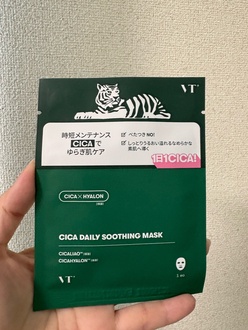 VT
時短メンテナンス
CICAで
ゆらぎ肌ケア
べたつきNO!
しっとりうるおい溢れるなめらかな
素肌へ導く
1日1CICA!
CICA×HYALON
CICA DAILY SOOTHING MASK
CICALIAO™
CICAHYALON™
VT